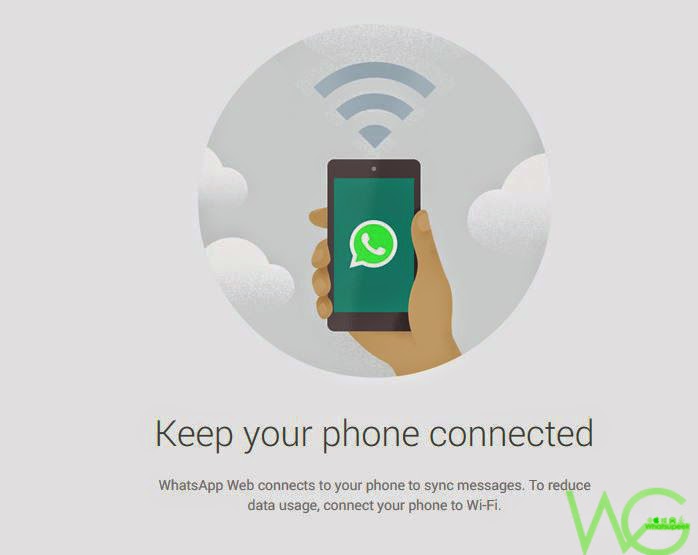 Keep your phone connected
WhatsApp Web connects to your phone to sync messages. To reduce
data usage, connect your phone to Wi-Fi.
WG